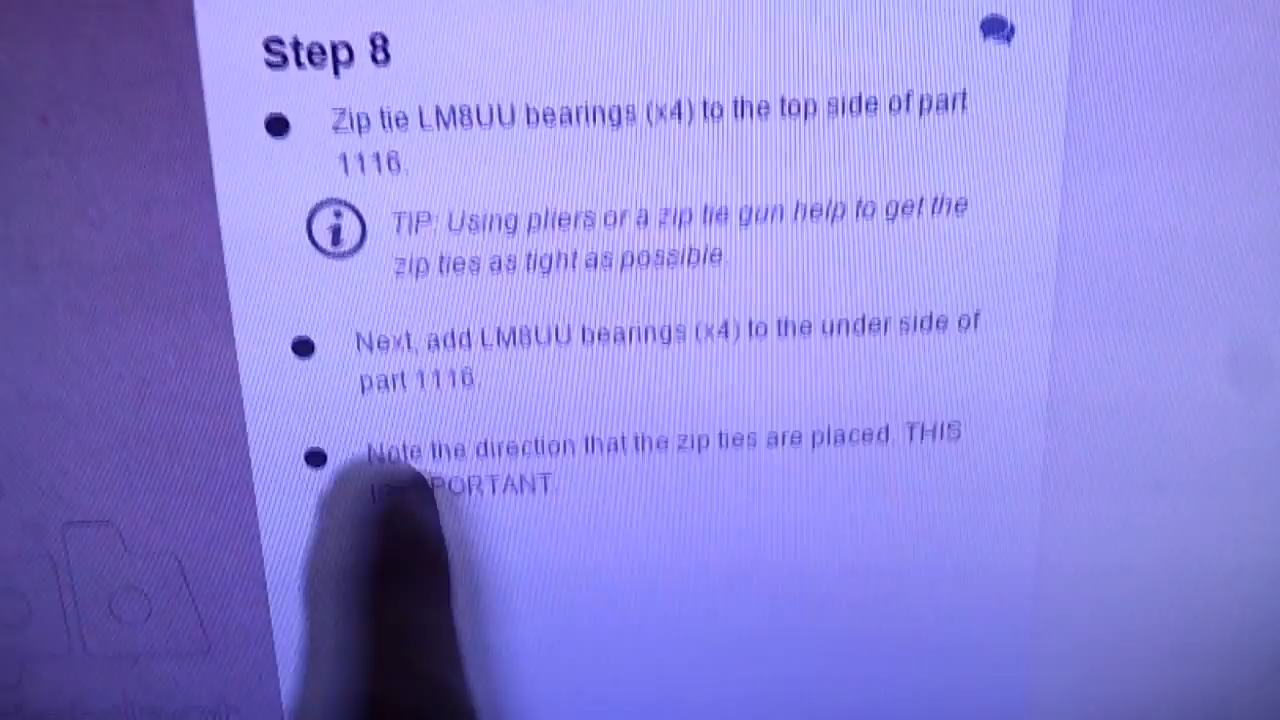 Step 8
Zip tie LM8UU bearings (x4) to the top side of part
1116.
TIP: Using pliers or a zip tie gun help to get the
zip ties as tight as possible.
Next, add LM8UU bearings (x4) to the under side of
part 1116.
Note the direction that the zip ties are placed. THIS
IS IMPORTANT.